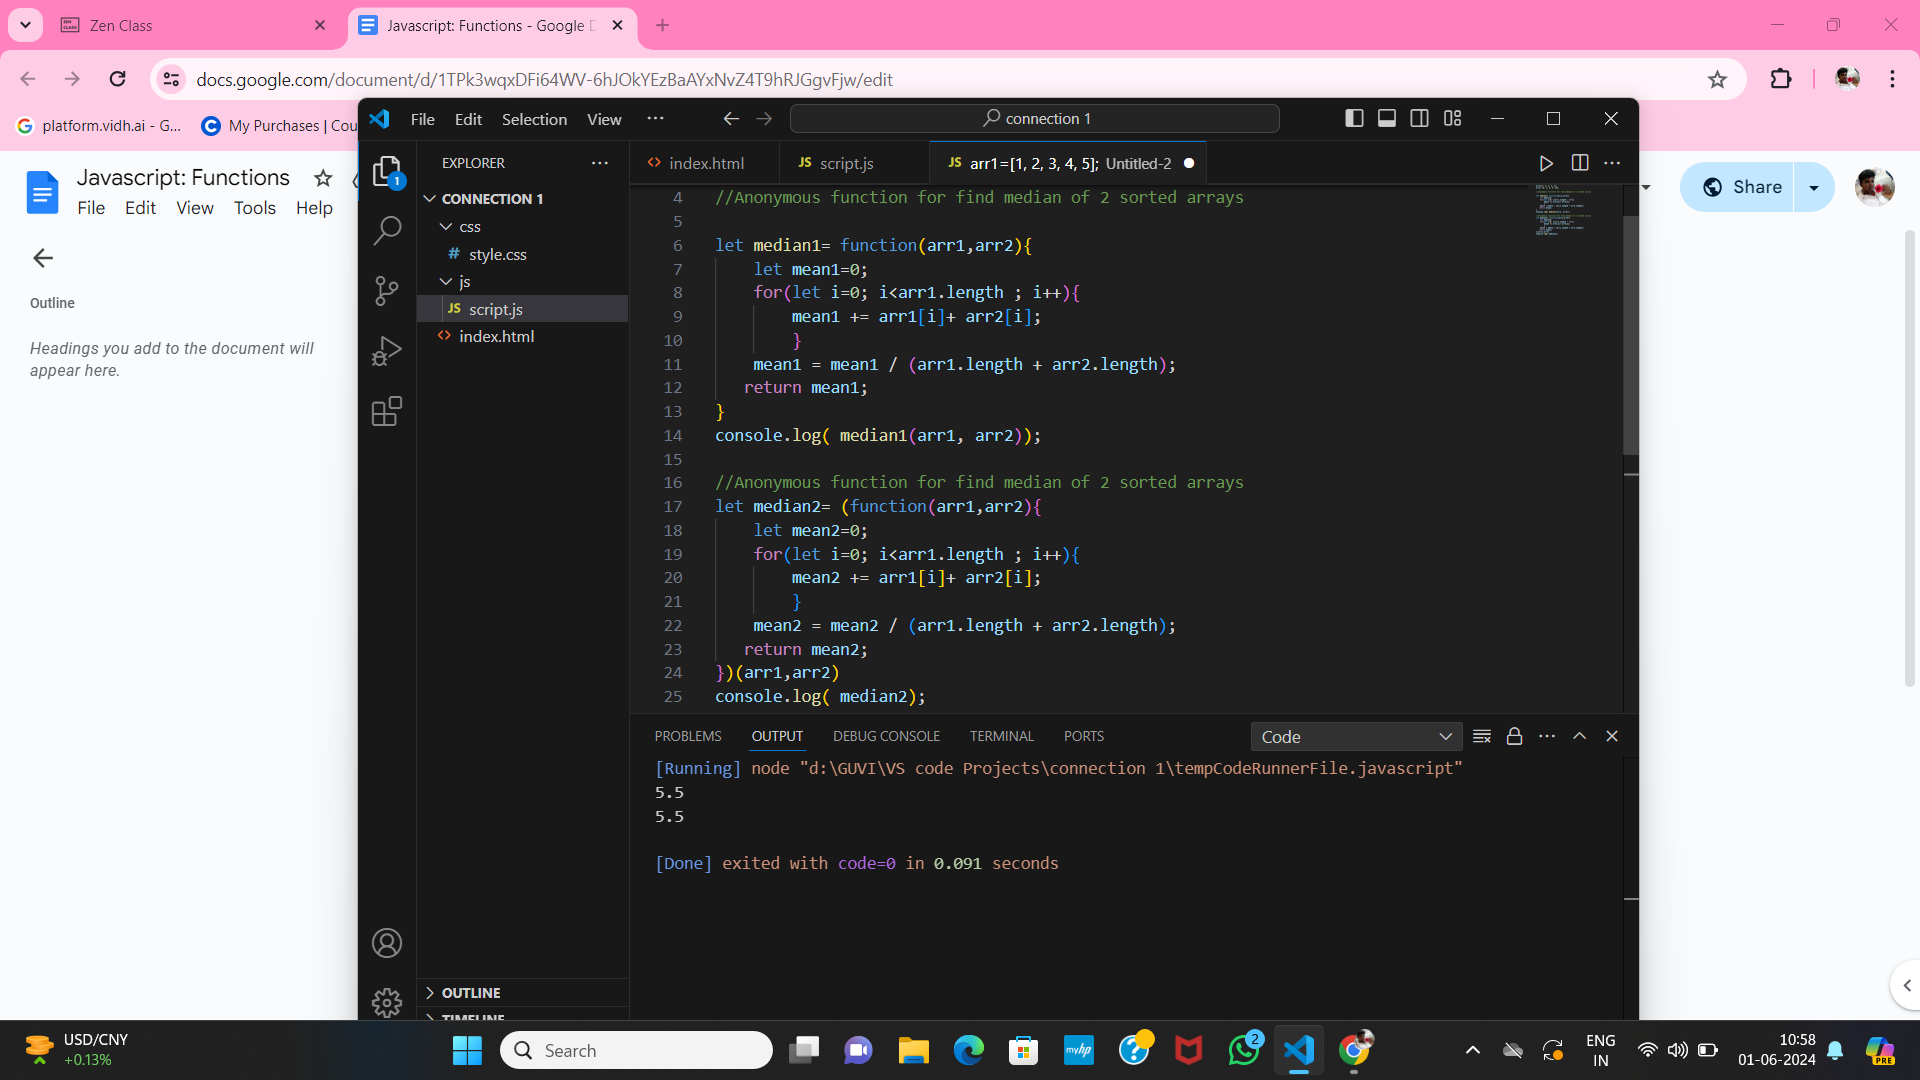 Zen Class
Javascript: Functions - Google D
docs.google.com/document/d/1TPk3wqxDFi64WV-6hJOkYEzBaAYxNvZ4T9hRJGgvFjw/edit
platform.vidh.ai - G...
My Purchases | Cou
Javascript: Functions
File Edit View Tools Help
Share
Outline
Headings you add to the document will
appear here.
File Edit Selection View ...
connection 1
EXPLORER
CONNECTION 1
css
# style.css
js
JS script.js
<> index.html
OUTLINE
TIMELINE
<> index.html
JS script.js
JS arr1=[1, 2, 3, 4, 5]; Untitled-2
4 //Anonymous function for find median of 2 sorted arrays
5
6 let median1= function(arr1,arr2){
7 let mean1=0;
8 for(let i=0; i<arr1.length ; i++){
9 mean1 += arr1[i]+ arr2[i];
10 }
11 mean1 = mean1 / (arr1.length + arr2.length);
12 return mean1;
13 }
14 console.log( median1(arr1, arr2));
15
16 //Anonymous function for find median of 2 sorted arrays
17 let median2= (function(arr1,arr2){
18 let mean2=0;
19 for(let i=0; i<arr1.length ; i++){
20 mean2 += arr1[i]+ arr2[i];
21 }
22 mean2 = mean2 / (arr1.length + arr2.length);
23 return mean2;
24 })(arr1,arr2)
25 console.log( median2);
PROBLEMS OUTPUT DEBUG CONSOLE TERMINAL PORTS
Code
[Running] node "d:\GUVI\VS code Projects\connection 1\tempCodeRunnerFile.javascript"
5.5
5.5
[Done] exited with code=0 in 0.091 seconds
1
USD/CNY
+0.13%
Search
myhp
2
ENG
IN
10:58
01-06-2024
PRE